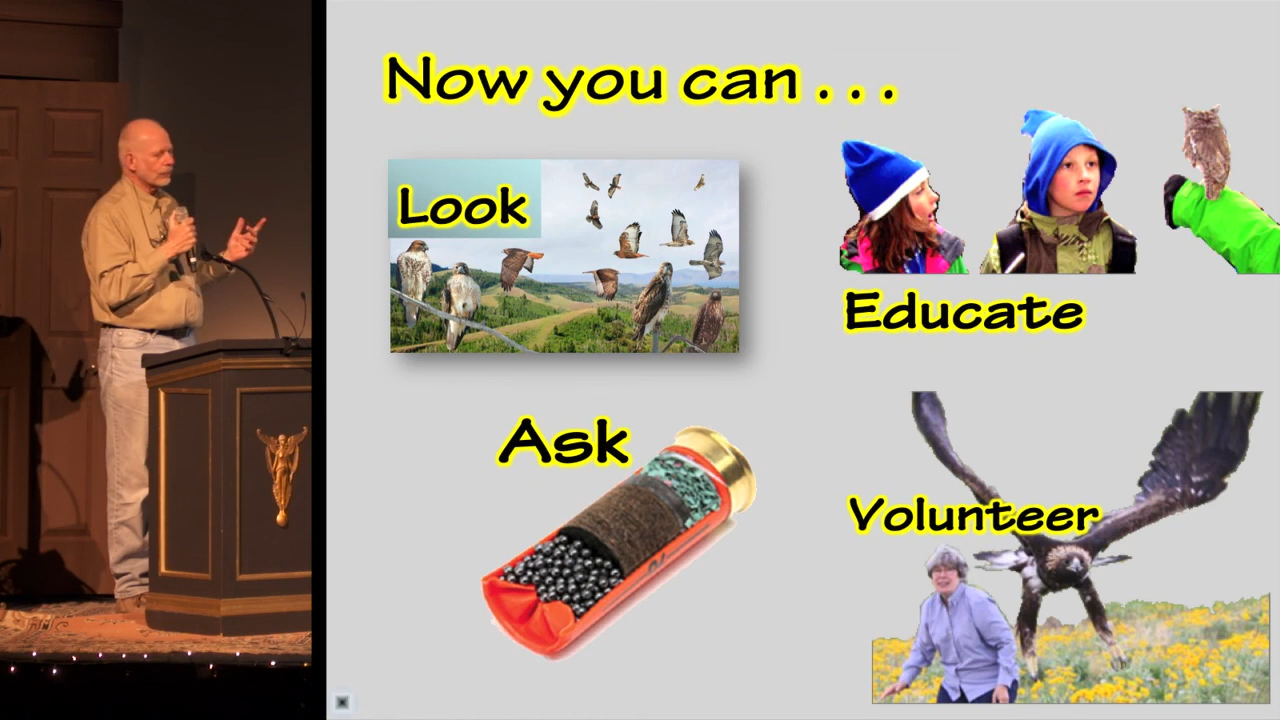 Now you can . . .
Look
Educate
Ask
Volunteer